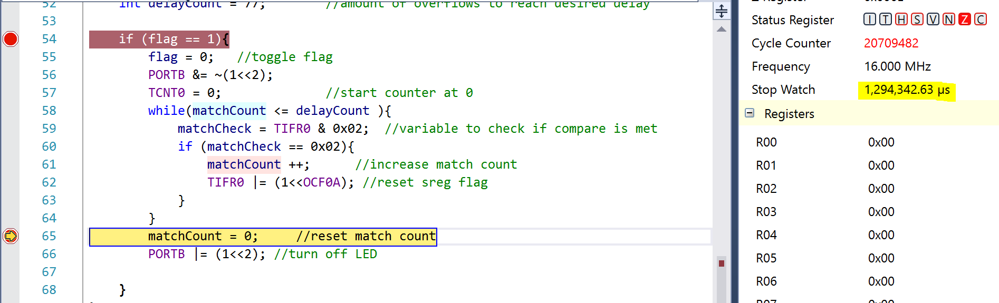 52 int delayCount = 77; //amount of overflows to reach desired delay
53
54 if (flag == 1){
55 flag = 0; //toggle flag
56 PORTB &= ~(1<<2);
57 TCNT0 = 0; //start counter at 0
58 while(matchCount <= delayCount ){
59 matchCheck = TIFR0 & 0x02; //variable to check if compare is met
60 if (matchCheck == 0x02){
61 matchCount ++; //increase match count
62 TIFR0 |= (1<<OCF0A); //reset sreg flag
63 }
64 }
65 matchCount = 0; //reset match count
66 PORTB |= (1<<2); //turn off LED
67
68 }
Z Register
Status Register I T H S V N Z C
Cycle Counter 20709482
Frequency 16.000 MHz
Stop Watch 1,294,342.63 µs
Registers
R00 0x00
R01 0x00
R02 0x00
R03 0x00
R04 0x00
R05 0x00
R06 0x00